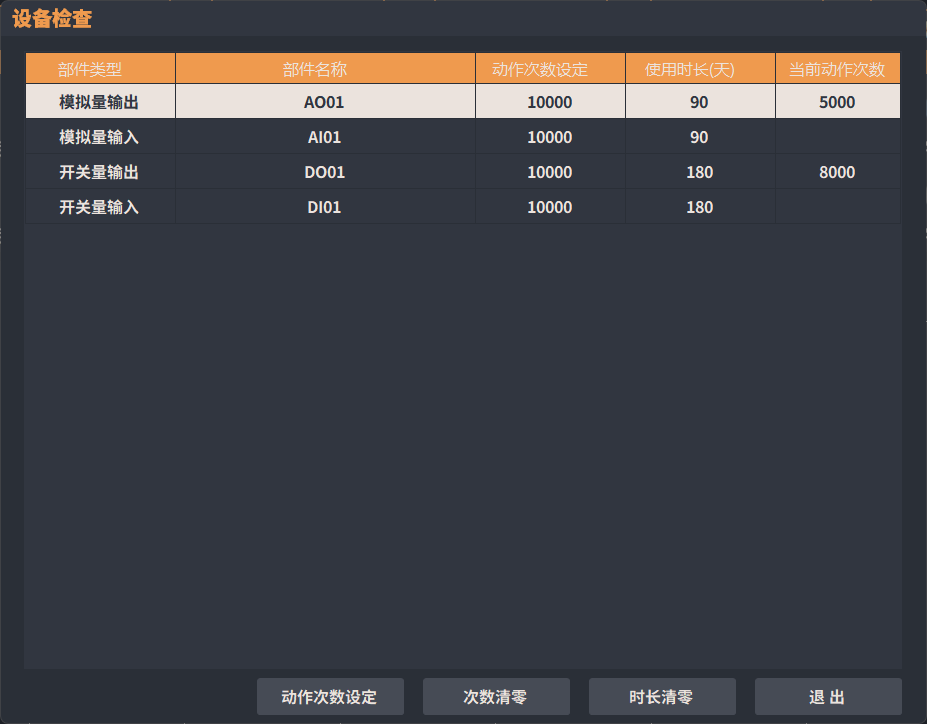 设备检查
部件类型 部件名称 动作次数设定 使用时长(天) 当前动作次数
模拟量输出 AO01 10000 90 5000
模拟量输入 AI01 10000 90
开关量输出 DO01 10000 180 8000
开关量输入 DI01 10000 180
动作次数设定 次数清零 时长清零 退 出